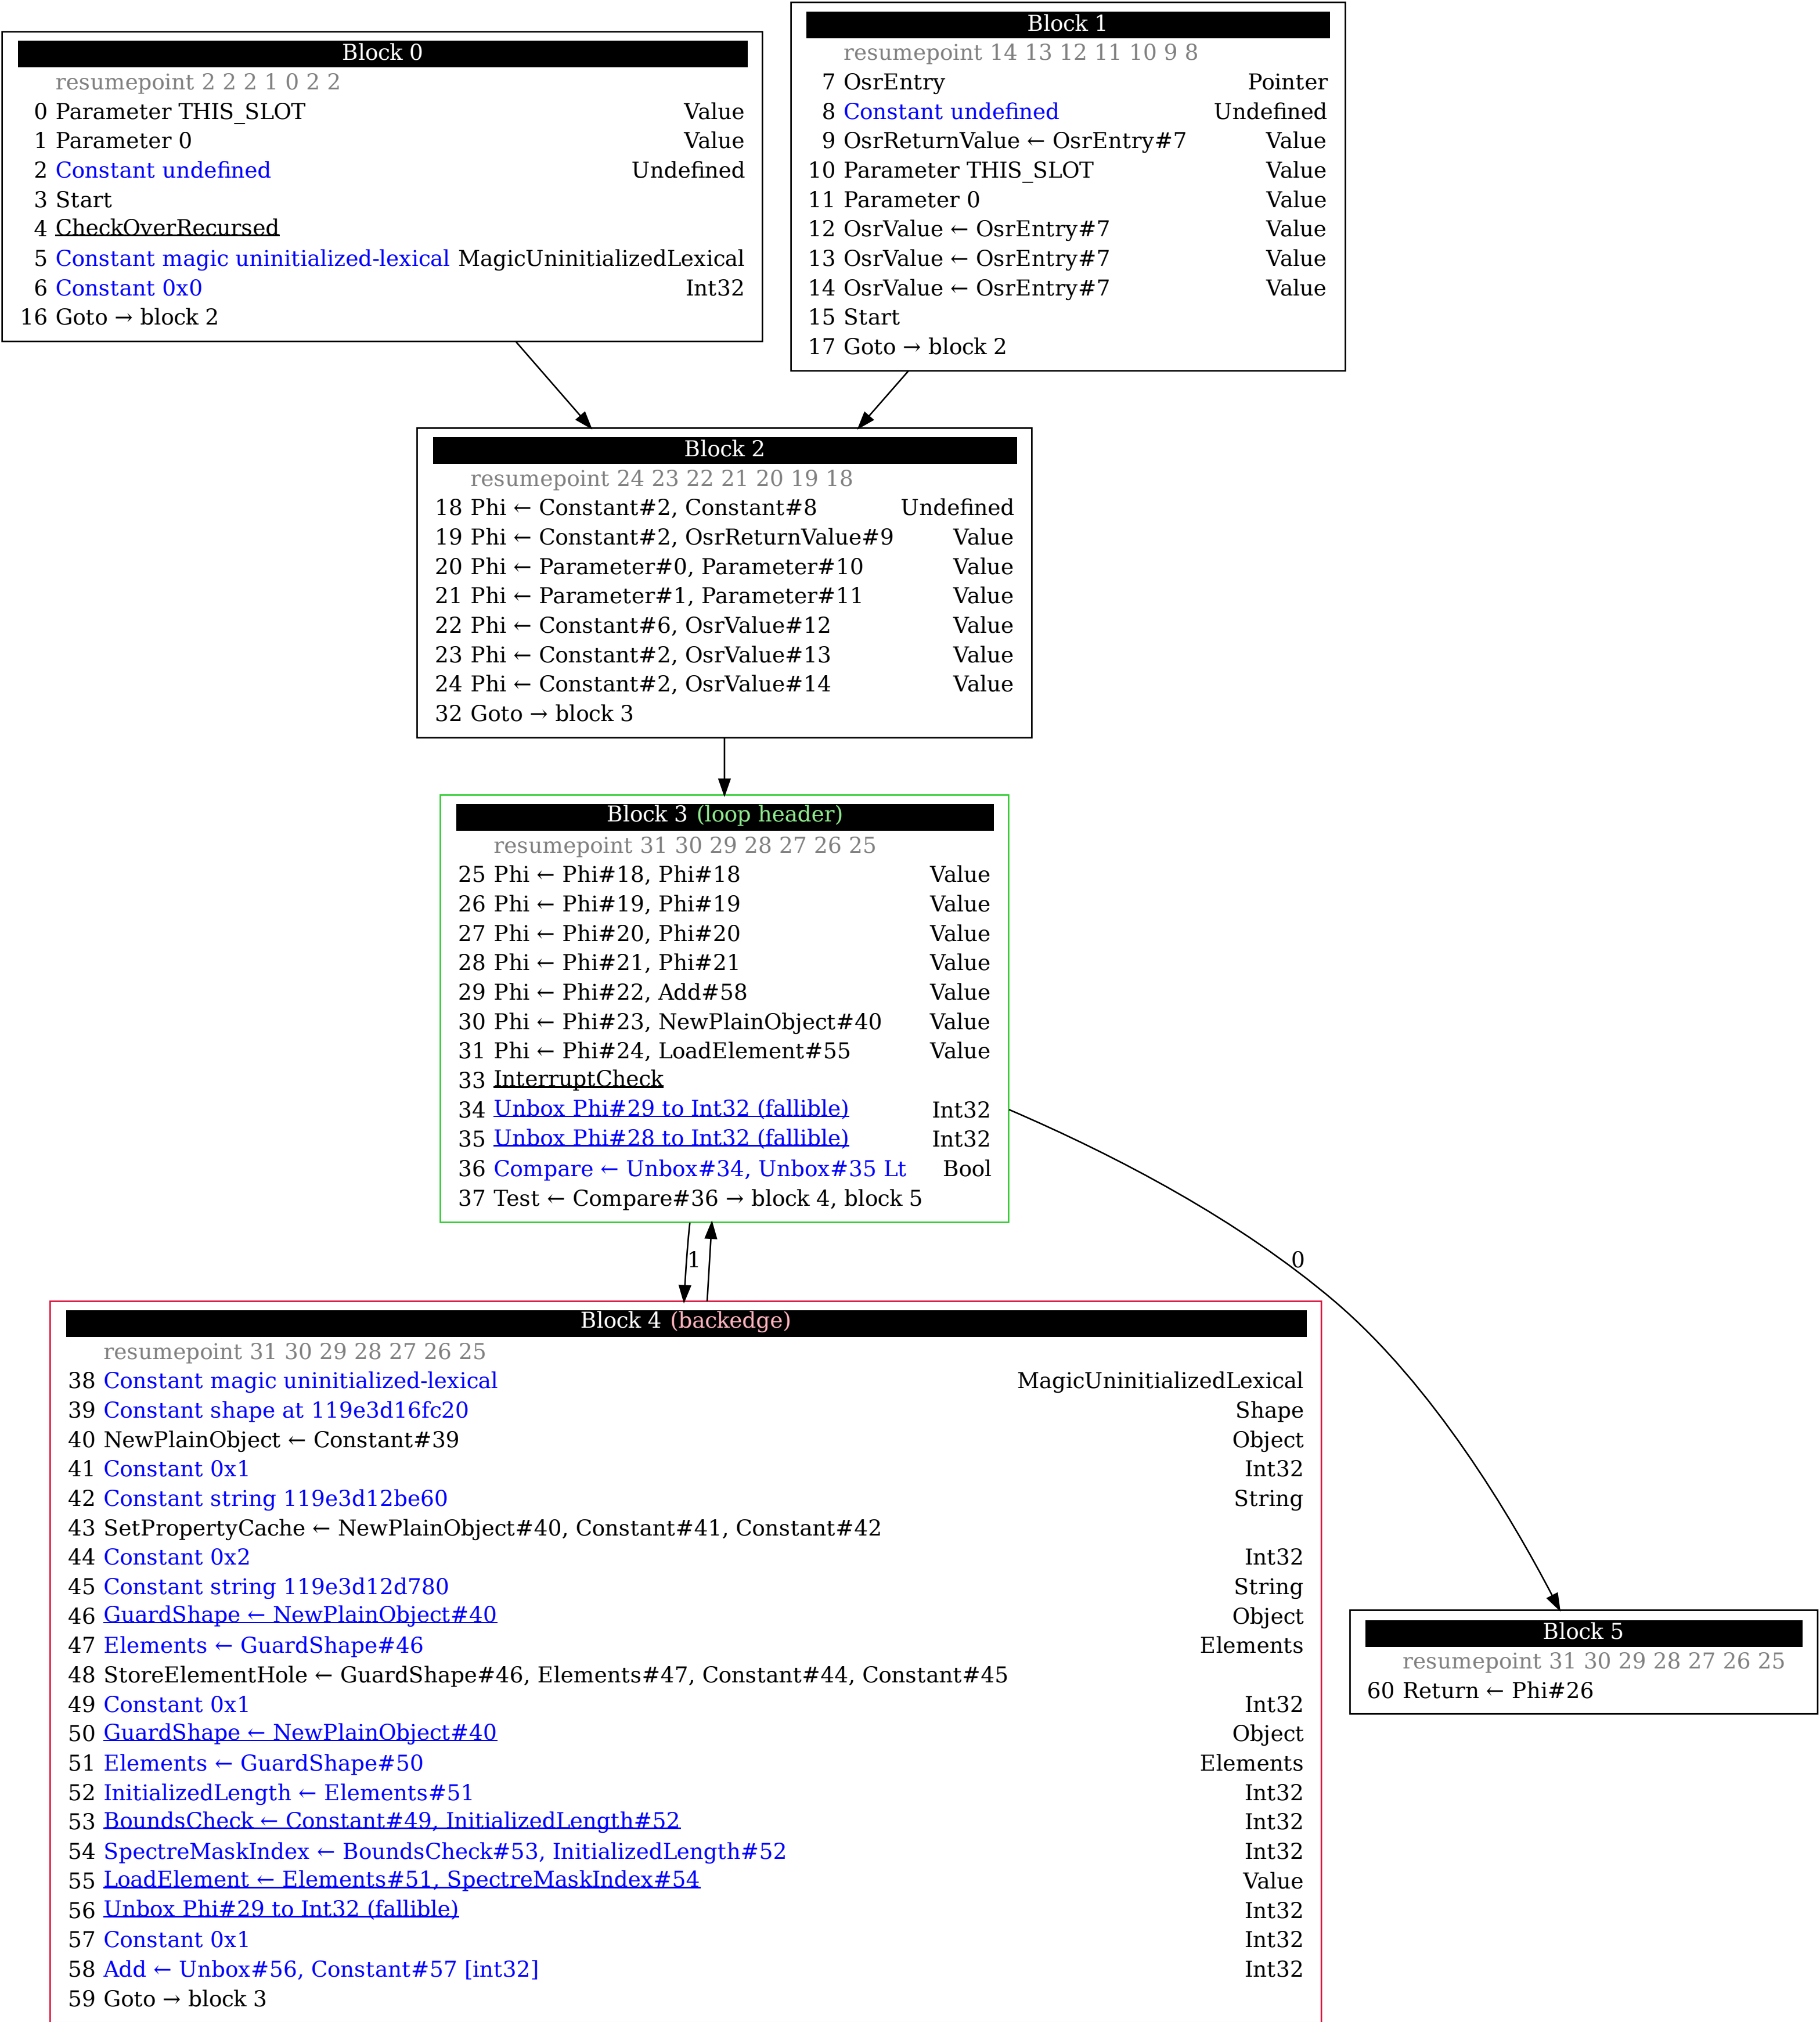 Block 0
resumepoint 2 2 2 1 0 2 2
0 Parameter THIS_SLOT Value
1 Parameter 0 Value
2 Constant undefined Undefined
3 Start
4 CheckOverRecursed
5 Constant magic uninitialized-lexical MagicUninitializedLexical
6 Constant 0x0 Int32
16 Goto → block 2
Block 1
resumepoint 14 13 12 11 10 9 8
7 OsrEntry Pointer
8 Constant undefined Undefined
9 OsrReturnValue ← OsrEntry#7 Value
10 Parameter THIS_SLOT Value
11 Parameter 0 Value
12 OsrValue ← OsrEntry#7 Value
13 OsrValue ← OsrEntry#7 Value
14 OsrValue ← OsrEntry#7 Value
15 Start
17 Goto → block 2
Block 2
resumepoint 24 23 22 21 20 19 18
18 Phi ← Constant#2, Constant#8 Undefined
19 Phi ← Constant#2, OsrReturnValue#9 Value
20 Phi ← Parameter#0, Parameter#10 Value
21 Phi ← Parameter#1, Parameter#11 Value
22 Phi ← Constant#6, OsrValue#12 Value
23 Phi ← Constant#2, OsrValue#13 Value
24 Phi ← Constant#2, OsrValue#14 Value
32 Goto → block 3
Block 3 (loop header)
resumepoint 31 30 29 28 27 26 25
25 Phi ← Phi#18, Phi#18 Value
26 Phi ← Phi#19, Phi#19 Value
27 Phi ← Phi#20, Phi#20 Value
28 Phi ← Phi#21, Phi#21 Value
29 Phi ← Phi#22, Add#58 Value
30 Phi ← Phi#23, NewPlainObject#40 Value
31 Phi ← Phi#24, LoadElement#55 Value
33 InterruptCheck
34 Unbox Phi#29 to Int32 (fallible) Int32
35 Unbox Phi#28 to Int32 (fallible) Int32
36 Compare ← Unbox#34, Unbox#35 Lt Bool
37 Test ← Compare#36 → block 4, block 5
1
0
Block 4 (backedge)
resumepoint 31 30 29 28 27 26 25
38 Constant magic uninitialized-lexical MagicUninitializedLexical
39 Constant shape at 119e3d16fc20 Shape
40 NewPlainObject ← Constant#39 Object
41 Constant 0x1 Int32
42 Constant string 119e3d12be60 String
43 SetPropertyCache ← NewPlainObject#40, Constant#41, Constant#42
44 Constant 0x2 Int32
45 Constant string 119e3d12d780 String
46 GuardShape ← NewPlainObject#40 Object
47 Elements ← GuardShape#46 Elements
48 StoreElementHole ← GuardShape#46, Elements#47, Constant#44, Constant#45
49 Constant 0x1 Int32
50 GuardShape ← NewPlainObject#40 Object
51 Elements ← GuardShape#50 Elements
52 InitializedLength ← Elements#51 Int32
53 BoundsCheck ← Constant#49, InitializedLength#52 Int32
54 SpectreMaskIndex ← BoundsCheck#53, InitializedLength#52 Int32
55 LoadElement ← Elements#51, SpectreMaskIndex#54 Value
56 Unbox Phi#29 to Int32 (fallible) Int32
57 Constant 0x1 Int32
58 Add ← Unbox#56, Constant#57 [int32] Int32
59 Goto → block 3
Block 5
resumepoint 31 30 29 28 27 26 25
60 Return ← Phi#26